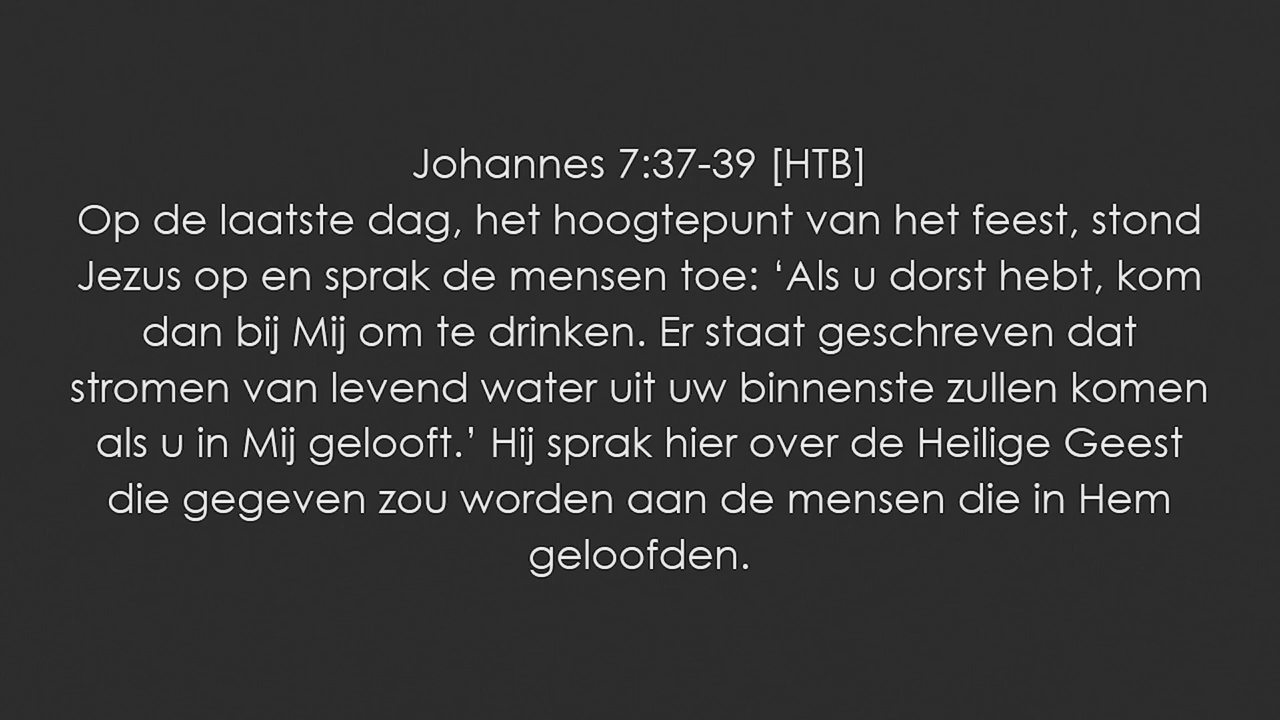 Johannes 7:37-39 [HTB]
Op de laatste dag, het hoogtepunt van het feest, stond
Jezus op en sprak de mensen toe: ‘Als u dorst hebt, kom
dan bij Mij om te drinken. Er staat geschreven dat
stromen van levend water uit uw binnenste zullen komen
als u in Mij gelooft.’ Hij sprak hier over de Heilige Geest
die gegeven zou worden aan de mensen die in Hem
geloofden.